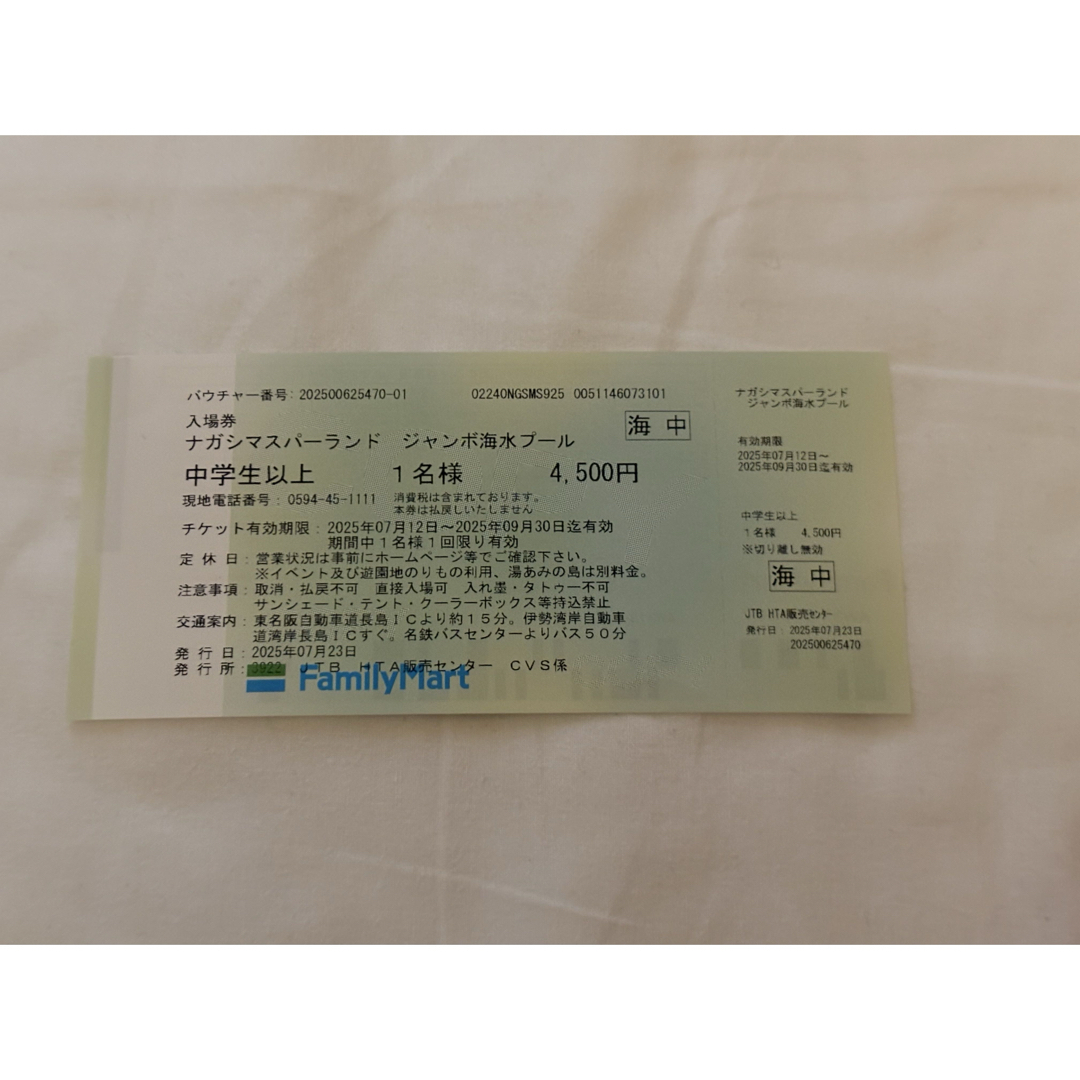 バウチャー番号: 202500625470-01　02240NGSMS925 0051146073101
入場券
ナガシマスパーランド　ジャンボ海水プール
海 中
中学生以上　１名様　4,500円
現地電話番号: 0594-45-1111　消費税は含まれております。
本券は払戻しいたしません
チケット有効期限: 2025年07月12日～2025年09月30日迄有効
期間中１名様１回限り有効
定 休 日: 営業状況は事前にホームページ等でご確認下さい。
※イベント及び遊園地のりもの利用、湯あみの島は別料金。
注意事項: 取消・払戻不可　直接入場可　入れ墨・タトゥー不可
サンシェード・テント・クーラーボックス等持込禁止
交通案内: 東名阪自動車道長島ＩＣより約１５分。伊勢湾岸自動車
道湾岸長島ＩＣすぐ。名鉄バスセンターよりバス５０分
発 行 日: 2025年07月23日
発 行 所: 3922　ＪＴＢ　ＨＴＡ販売センター　ＣＶＳ係
FamilyMart
ナガシマスパーランド
ジャンボ海水プール
有効期限
2025年07月12日～
2025年09月30日迄有効
中学生以上
１名様　4,500円
※切り離し無効
海 中
JTB HTA販売ｾﾝﾀｰ
発行日: 2025年07月23日
202500625470